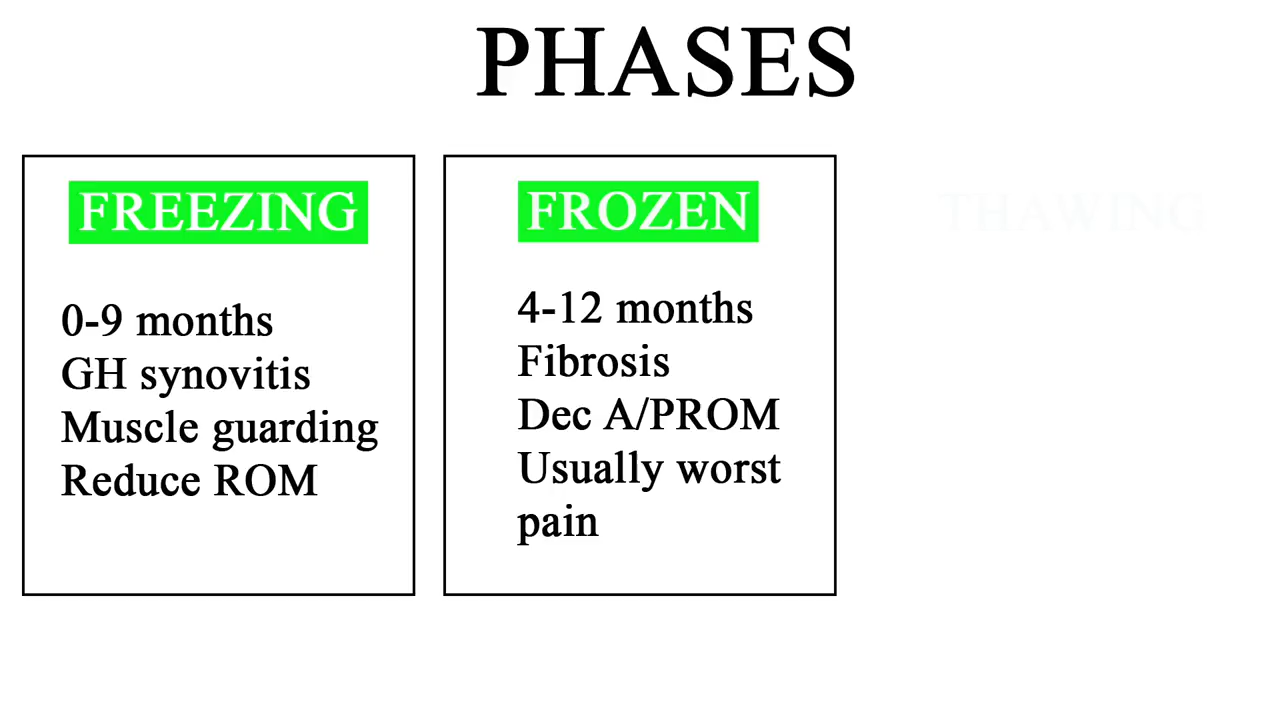 PHASES
FREEZING
0-9 months
GH synovitis
Muscle guarding
Reduce ROM
FROZEN
4-12 months
Fibrosis
Dec A/PROM
Usually worst
pain
THAWING